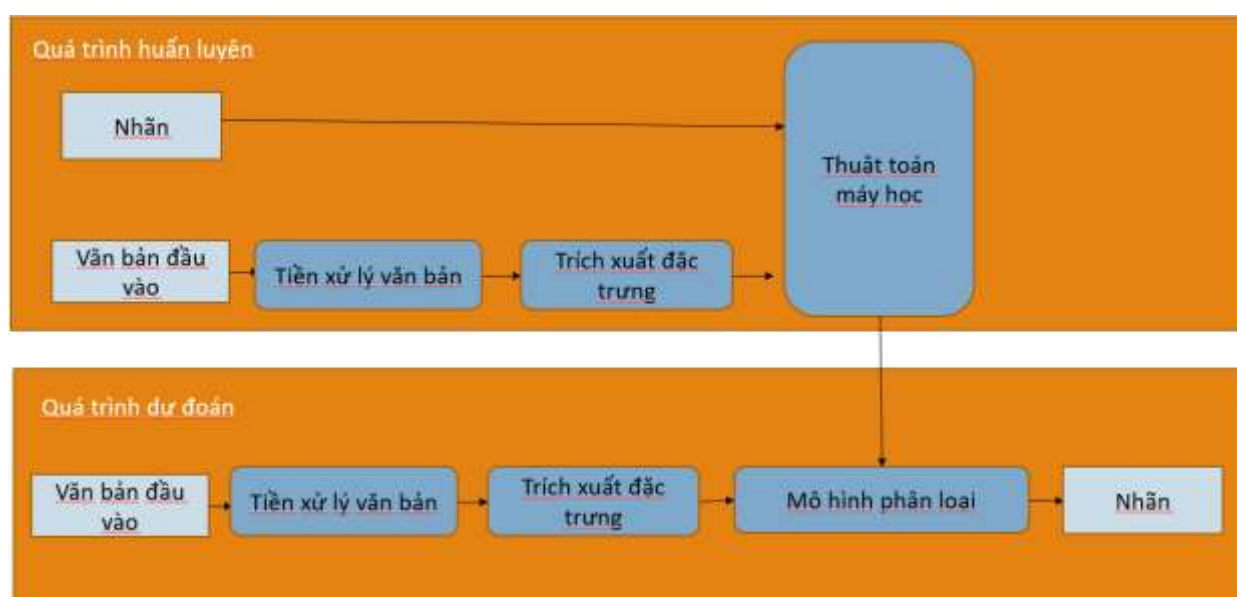 Quá trình huấn luyện
Nhãn
Thuật toán
máy học
Văn bản đầu
vào
Tiền xử lý văn bản
Trích xuất đặc
trưng
Quá trình dự đoán
Văn bản đầu
vào
Tiền xử lý văn bản
Trích xuất đặc
trưng
Mô hình phân loại
Nhãn